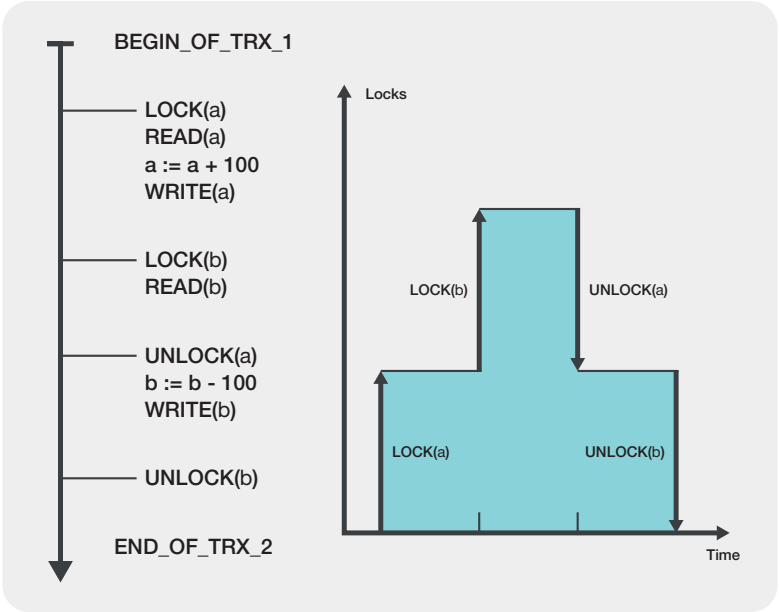 BEGIN_OF_TRX_1
LOCK(a)
READ(a)
a := a + 100
WRITE(a)
LOCK(b)
READ(b)
UNLOCK(a)
b := b - 100
WRITE(b)
UNLOCK(b)
END_OF_TRX_2
Locks
LOCK(b)
UNLOCK(a)
LOCK(a)
UNLOCK(b)
Time